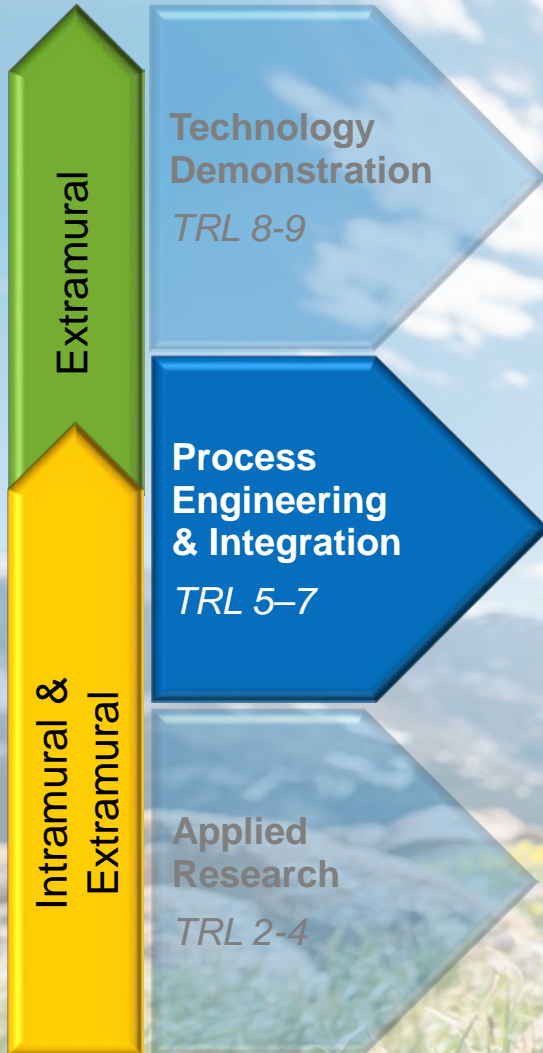 Extramural
Technology
Demonstration
TRL 8-9
Process
Engineering
& Integration
TRL 5–7
Intramural &
Extramural
Applied
Research
TRL 2-4